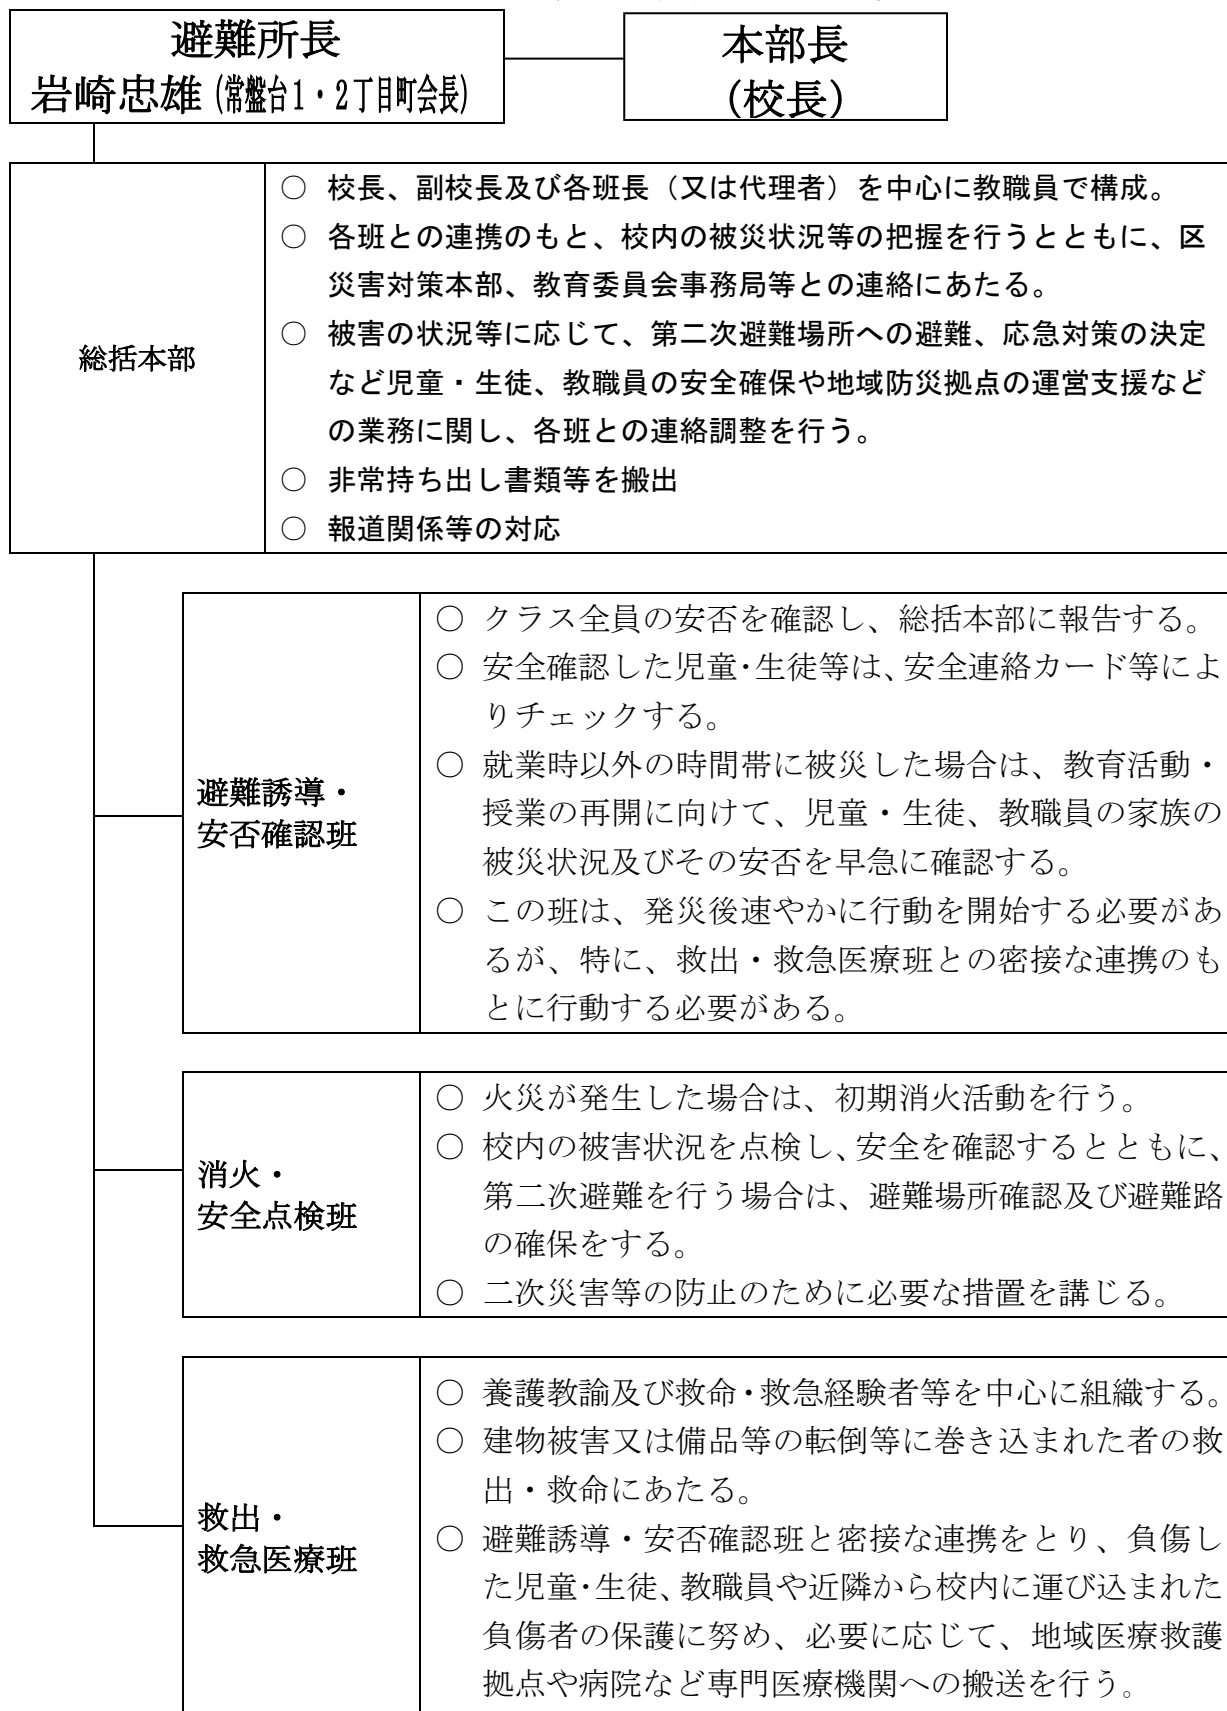 避難所長
岩崎忠雄(常盤台1・2丁目町会長)
本部長
(校長)
総括本部
○ 校長、副校長及び各班長（又は代理者）を中心に教職員で構成。
○ 各班との連携のもと、校内の被災状況等の把握を行うとともに、区
災害対策本部、教育委員会事務局等との連絡にあたる。
○ 被害の状況等に応じて、第二次避難場所への避難、応急対策の決定
など児童・生徒、教職員の安全確保や地域防災拠点の運営支援など
の業務に関し、各班との連絡調整を行う。
○ 非常持ち出し書類等を搬出
○ 報道関係等の対応
避難誘導・
安否確認班
○ クラス全員の安否を確認し、総括本部に報告する。
○ 安全確認した児童・生徒等は、安全連絡カード等によ
りチェックする。
○ 就業時以外の時間帯に被災した場合は、教育活動・
授業の再開に向けて、児童・生徒、教職員の家族の
被災状況及びその安否を早急に確認する。
○ この班は、発災後速やかに行動を開始する必要があ
るが、特に、救出・救急医療班との密接な連携のも
とに行動する必要がある。
消火・
安全点検班
○ 火災が発生した場合は、初期消火活動を行う。
○ 校内の被害状況を点検し、安全を確認するとともに、
第二次避難を行う場合は、避難場所確認及び避難路
の確保をする。
○ 二次災害等の防止のために必要な措置を講じる。
救出・
救急医療班
○ 養護教諭及び救命・救急経験者等を中心に組織する。
○ 建物被害又は備品等の転倒等に巻き込まれた者の救
出・救命にあたる。
○ 避難誘導・安否確認班と密接な連携をとり、負傷し
た児童・生徒、教職員や近隣から校内に運び込まれた
負傷者の保護に努め、必要に応じて、地域医療救護
拠点や病院など専門医療機関への搬送を行う。